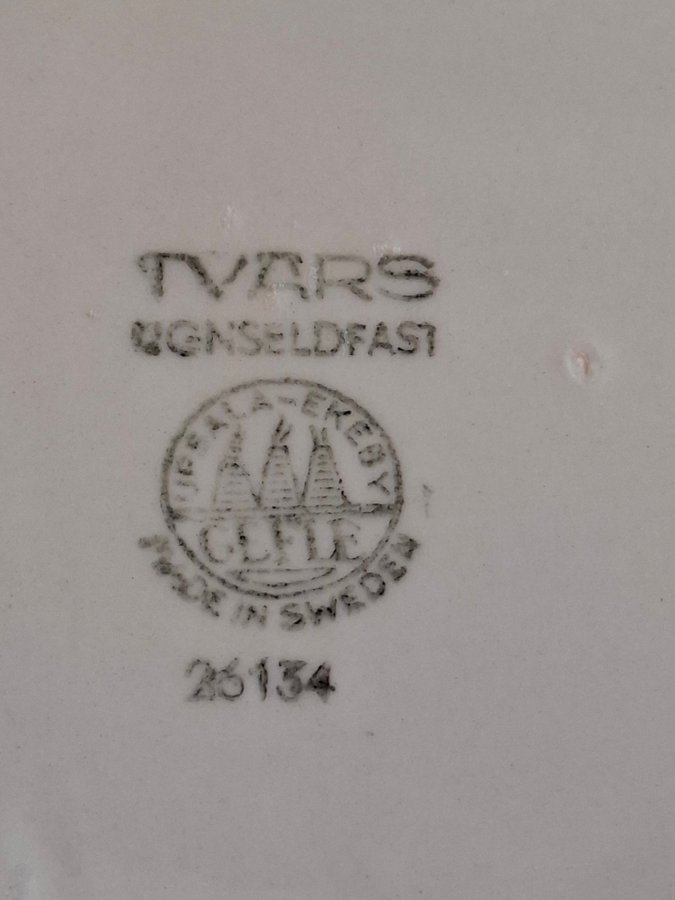 TVÄRS
UGNSELDFAST
UPSALA-EKEBY
GEFLE
MADE IN SWEDEN
26134